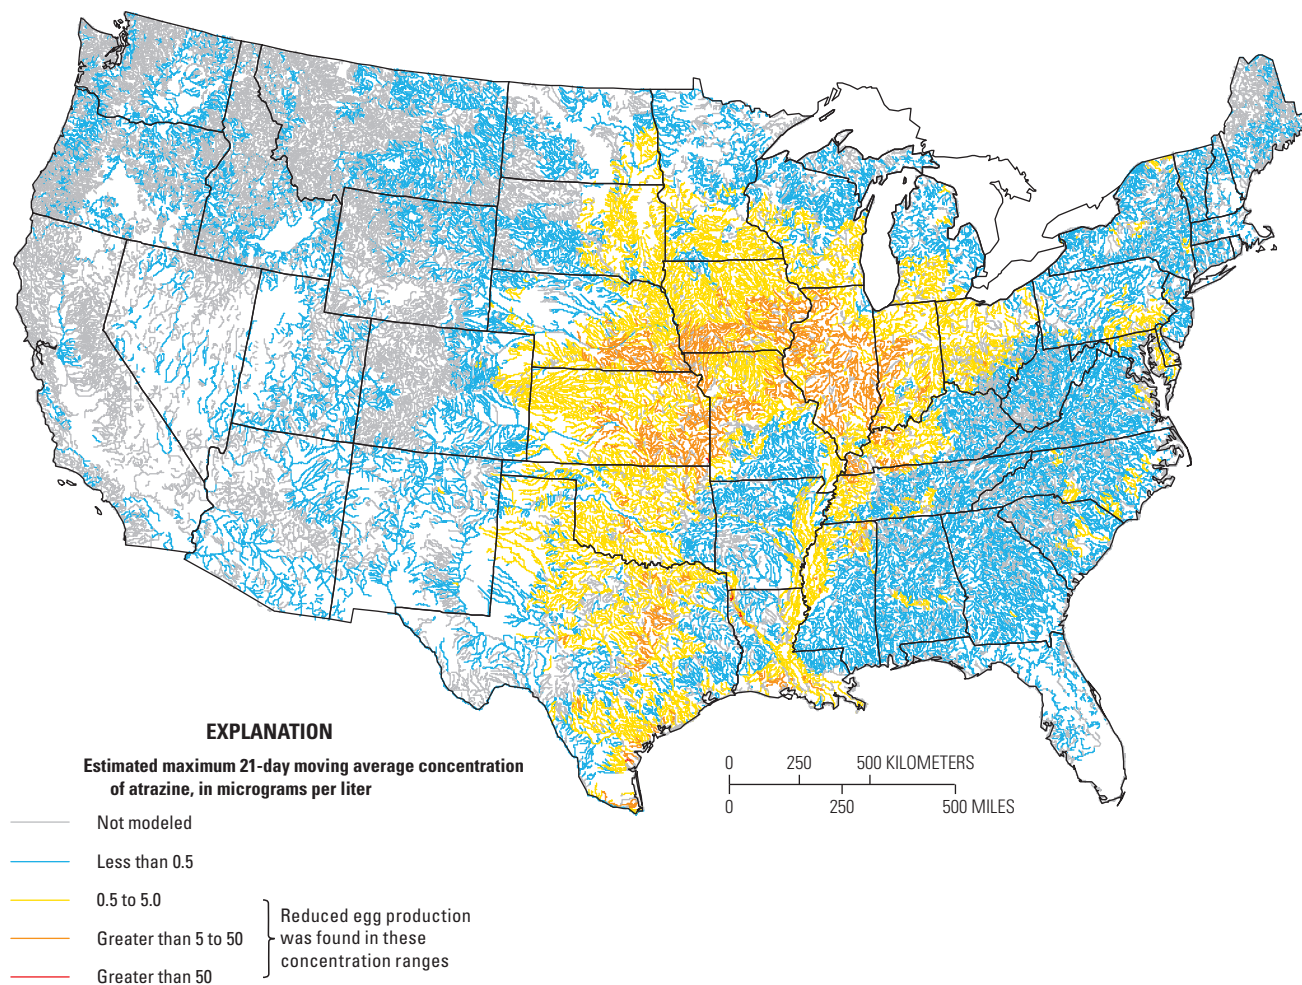 EXPLANATION
Estimated maximum 21-day moving average concentration
of atrazine, in micrograms per liter
Not modeled
Less than 0.5
0.5 to 5.0
Greater than 5 to 50
Greater than 50
Reduced egg production
was found in these
concentration ranges
0 250 500 KILOMETERS
0 250 500 MILES